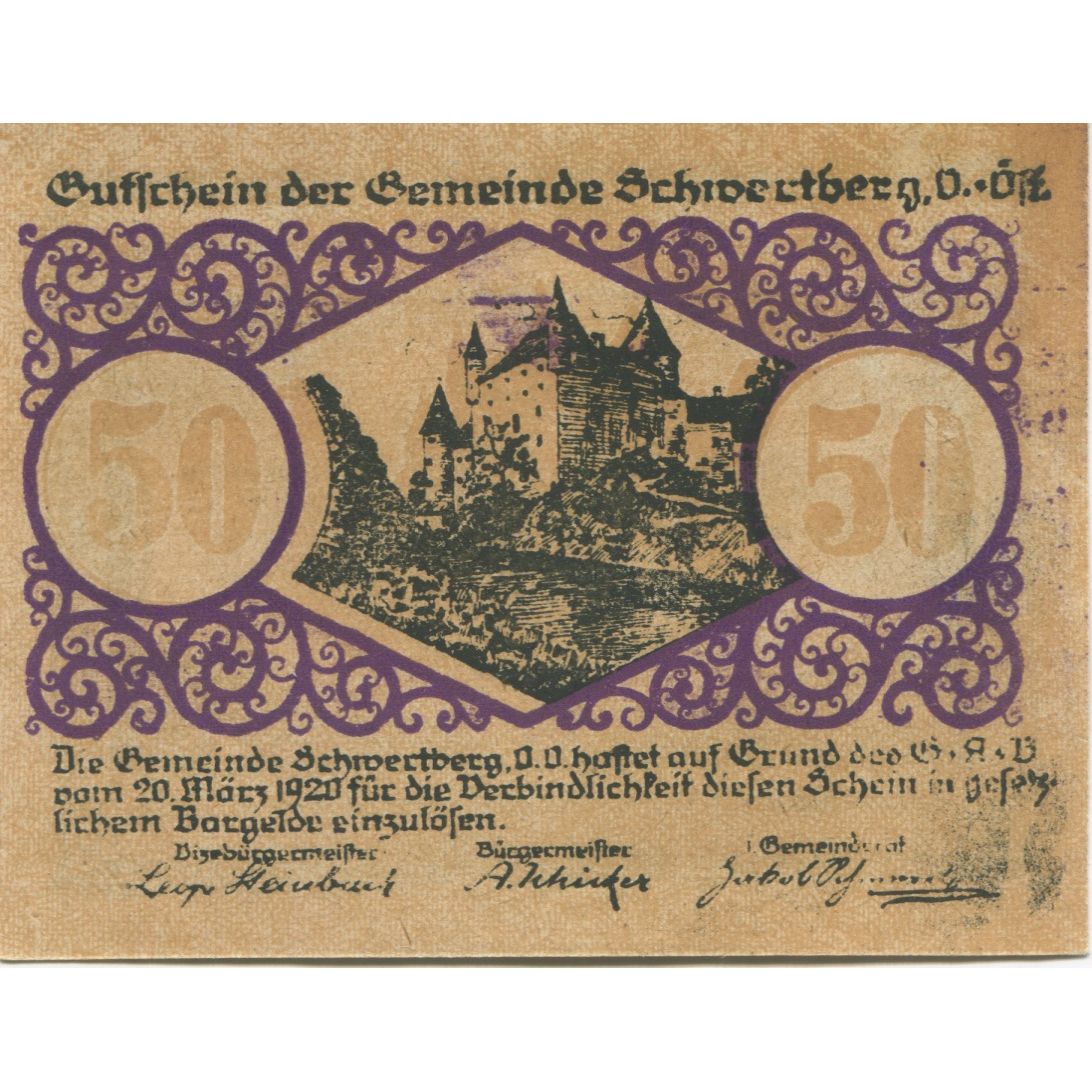 Gutschein der Gemeinde Schwertberg, O.-Öst.
50 50
Die Gemeinde Schwertberg, O.O. haftet auf Grund des G.A.B
vom 20. März 1920 für die Verbindlichkeit diesen Schein in gesetz-
lichem Bargelde einzulösen.
Vizebürgermeister Bürgermeister Gemeinderat
Leop